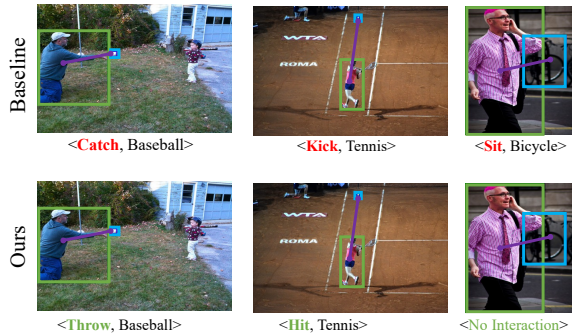 Baseline
WTA
ROMA
<Catch, Baseball>
<Kick, Tennis>
<Sit, Bicycle>
Ours
WTA
ROMA
<Throw, Baseball>
<Hit, Tennis>
<No Interaction>